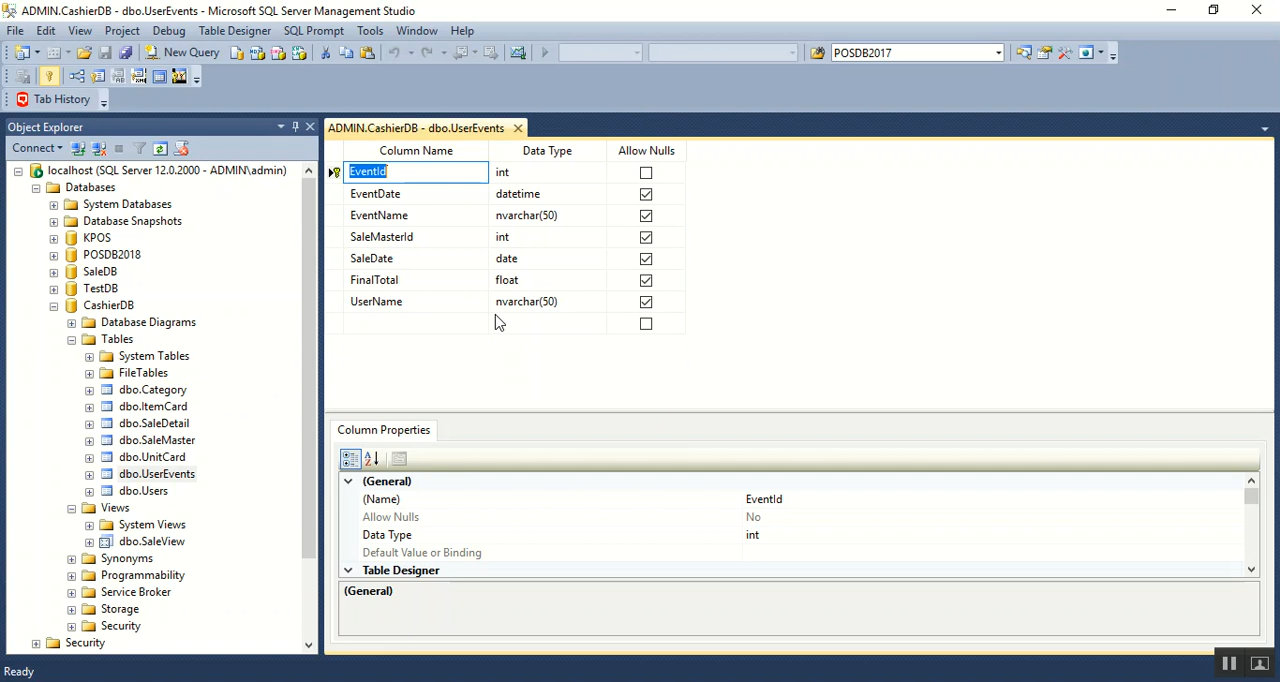 ADMIN.CashierDB - dbo.UserEvents - Microsoft SQL Server Management Studio
File Edit View Project Debug Table Designer SQL Prompt Tools Window Help
New Query POSDB2017
Tab History
Object Explorer
Connect
localhost (SQL Server 12.0.2000 - ADMIN\admin)
Databases
System Databases
Database Snapshots
KPOS
POSDB2018
SaleDB
TestDB
CashierDB
Database Diagrams
Tables
System Tables
FileTables
dbo.Category
dbo.ItemCard
dbo.SaleDetail
dbo.SaleMaster
dbo.UnitCard
dbo.UserEvents
dbo.Users
Views
System Views
dbo.SaleView
Synonyms
Programmability
Service Broker
Storage
Security
Security
ADMIN.CashierDB - dbo.UserEvents
Column Name Data Type Allow Nulls
EventId int
EventDate datetime
EventName nvarchar(50)
SaleMasterId int
SaleDate date
FinalTotal float
UserName nvarchar(50)
Column Properties
(General)
(Name) EventId
Allow Nulls No
Data Type int
Default Value or Binding
Table Designer
(General)
Ready